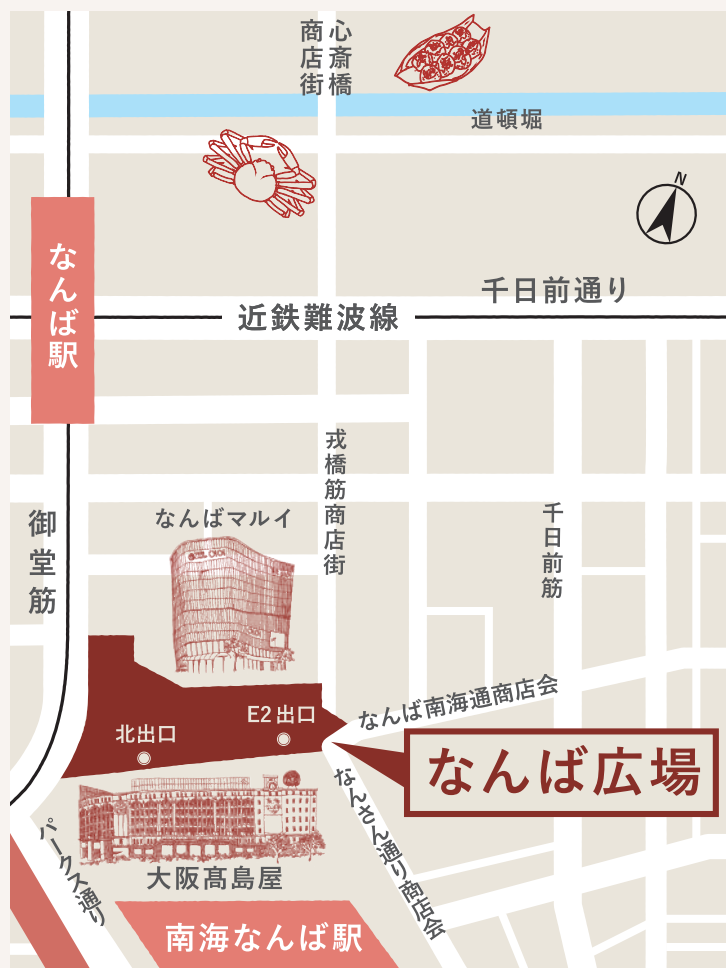 心斎橋
商店街
道頓堀
N
千日前通り
近鉄難波線
なんば駅
戎橋筋商店街
なんばマルイ
御堂筋
千日前筋
なんば南海通商店会
E2出口
北出口
なんば広場
なんさん通り商店会
パークス通り
大阪髙島屋
南海なんば駅